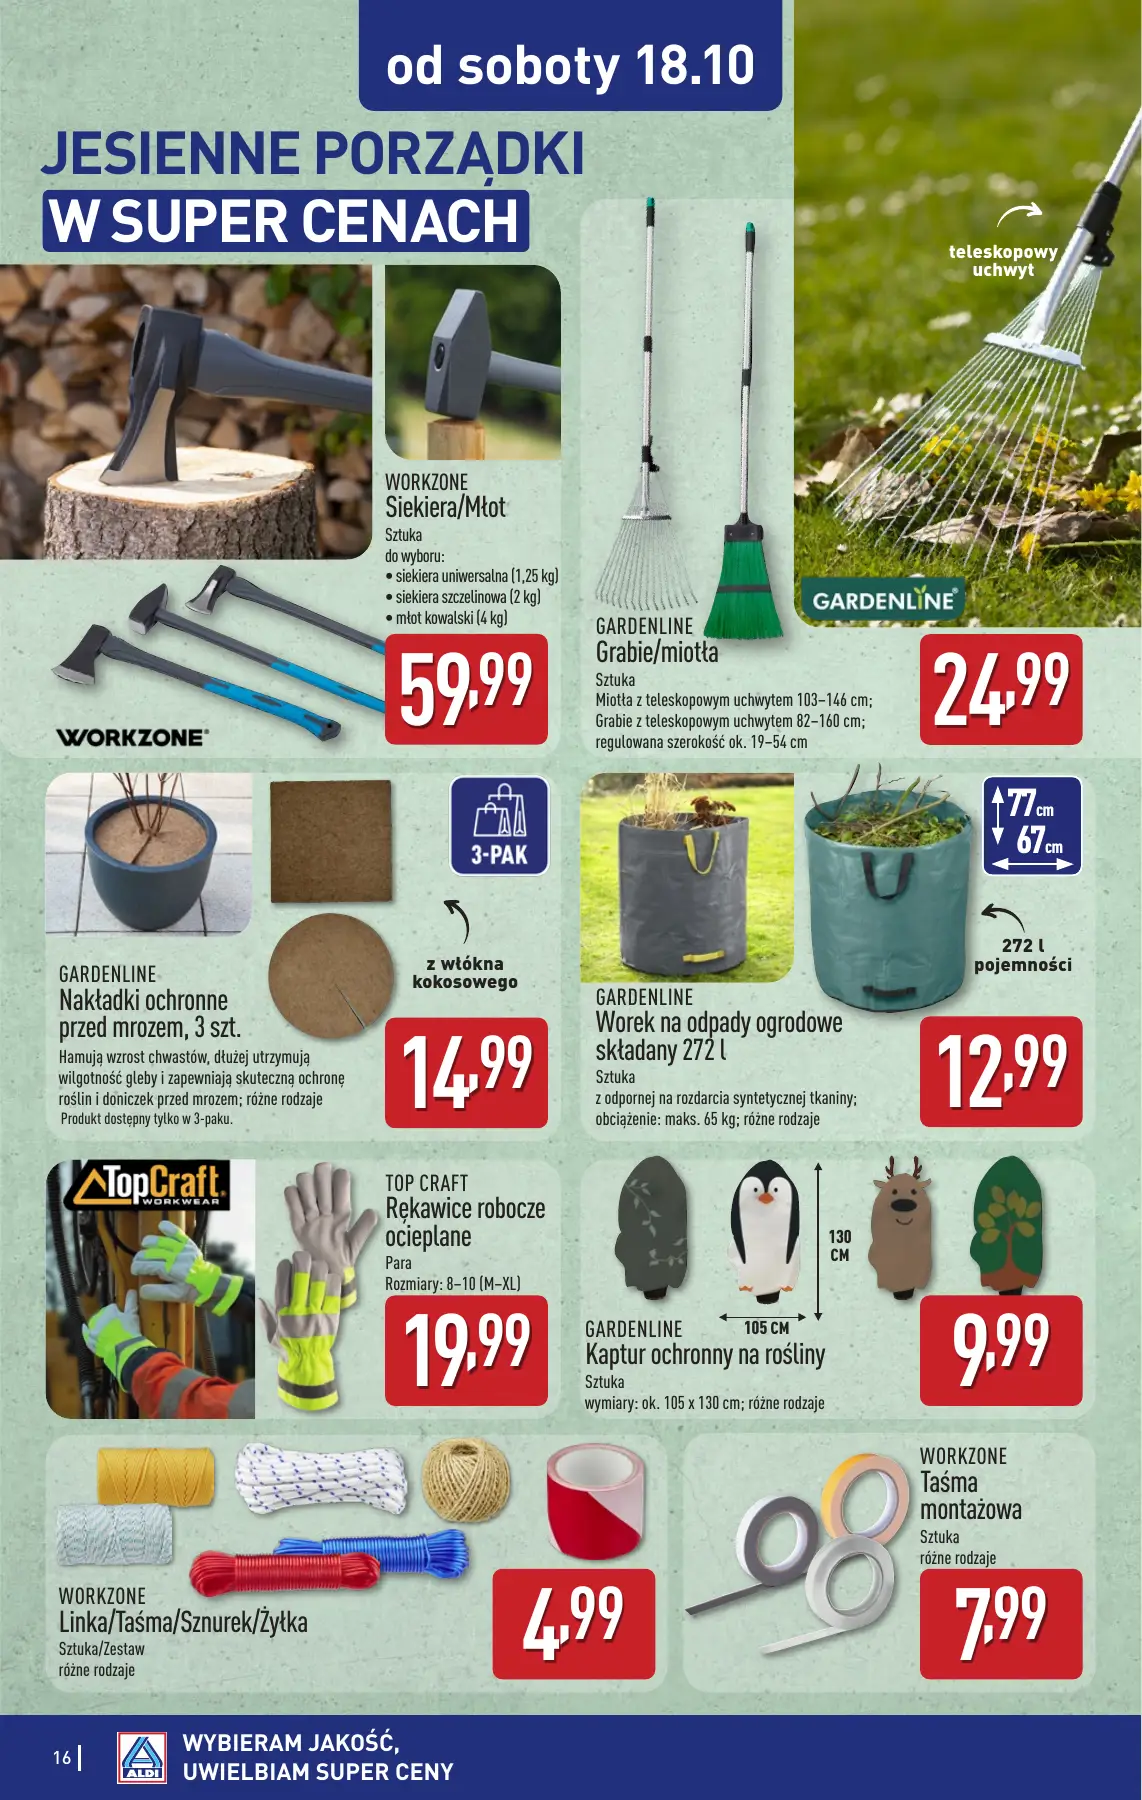 od soboty 18.10
JESIENNE PORZĄDKI
W SUPER CENACH
teleskopowy
uchwyt
GARDENLINE®
WORKZONE
Siekiera/Młot
Sztuka
do wyboru:
• siekiera uniwersalna (1,25 kg)
• siekiera szczelinowa (2 kg)
• młot kowalski (4 kg)
59,99
WORKZONE®
GARDENLINE
Grabie/miotła
Sztuka
Miotła z teleskopowym uchwytem 103–146 cm;
Grabie z teleskopowym uchwytem 82–160 cm;
regulowana szerokość ok. 19–54 cm
24,99
3-PAK
z włókna
kokosowego
GARDENLINE
Nakładki ochronne
przed mrozem, 3 szt.
Hamują wzrost chwastów, dłużej utrzymują
wilgotność gleby i zapewniają skuteczną ochronę
roślin i doniczek przed mrozem; różne rodzaje
Produkt dostępny tylko w 3-paku.
14,99
77cm
67cm
272 l
pojemności
GARDENLINE
Worek na odpady ogrodowe
składany 272 l
Sztuka
z odpornej na rozdarcia syntetycznej tkaniny;
obciążenie: maks. 65 kg; różne rodzaje
12,99
TopCraft®
WORKWEAR
TOP CRAFT
Rękawice robocze
ocieplane
Para
Rozmiary: 8–10 (M–XL)
19,99
130
CM
105 CM
GARDENLINE
Kaptur ochronny na rośliny
Sztuka
wymiary: ok. 105 x 130 cm; różne rodzaje
9,99
WORKZONE
Linka/Taśma/Sznurek/Żyłka
Sztuka/Zestaw
różne rodzaje
4,99
WORKZONE
Taśma
montażowa
Sztuka
różne rodzaje
7,99
16
ALDI
WYBIERAM JAKOŚĆ,
UWIELBIAM SUPER CENY